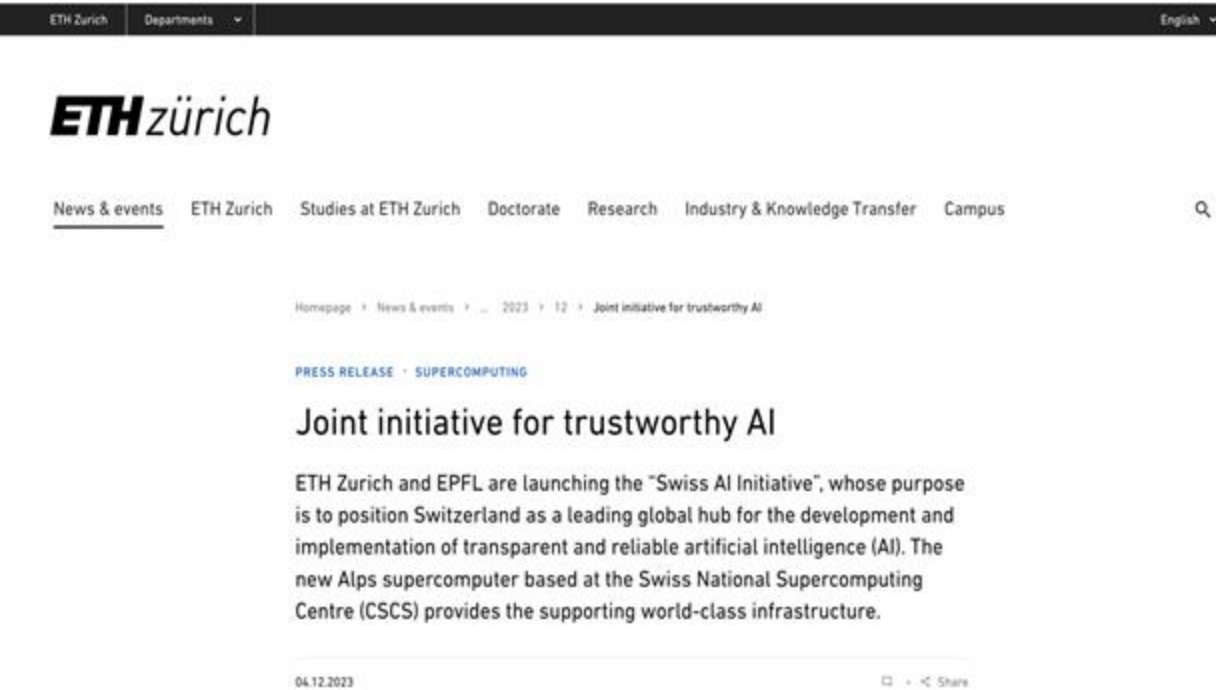 ETH Zurich Departments English
ETH zürich
News & events ETH Zurich Studies at ETH Zurich Doctorate Research Industry & Knowledge Transfer Campus
Homepage › News & events › … 2023 › 12 › Joint initiative for trustworthy AI
PRESS RELEASE · SUPERCOMPUTING
Joint initiative for trustworthy AI
ETH Zurich and EPFL are launching the "Swiss AI Initiative", whose purpose
is to position Switzerland as a leading global hub for the development and
implementation of transparent and reliable artificial intelligence (AI). The
new Alps supercomputer based at the Swiss National Supercomputing
Centre (CSCS) provides the supporting world-class infrastructure.
04.12.2023 Share